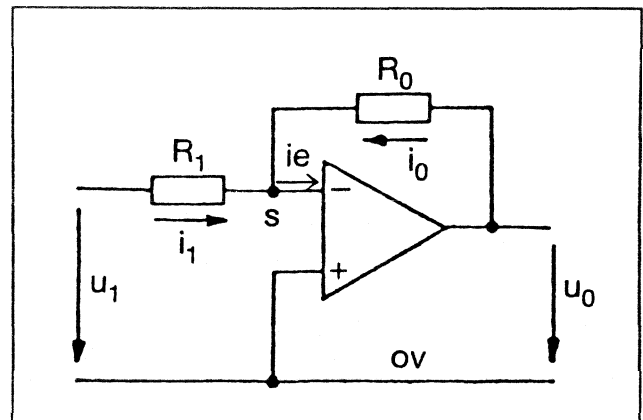 R₀
i₀
R₁
ie
−
s
i₁
+
u₁
u₀
ov